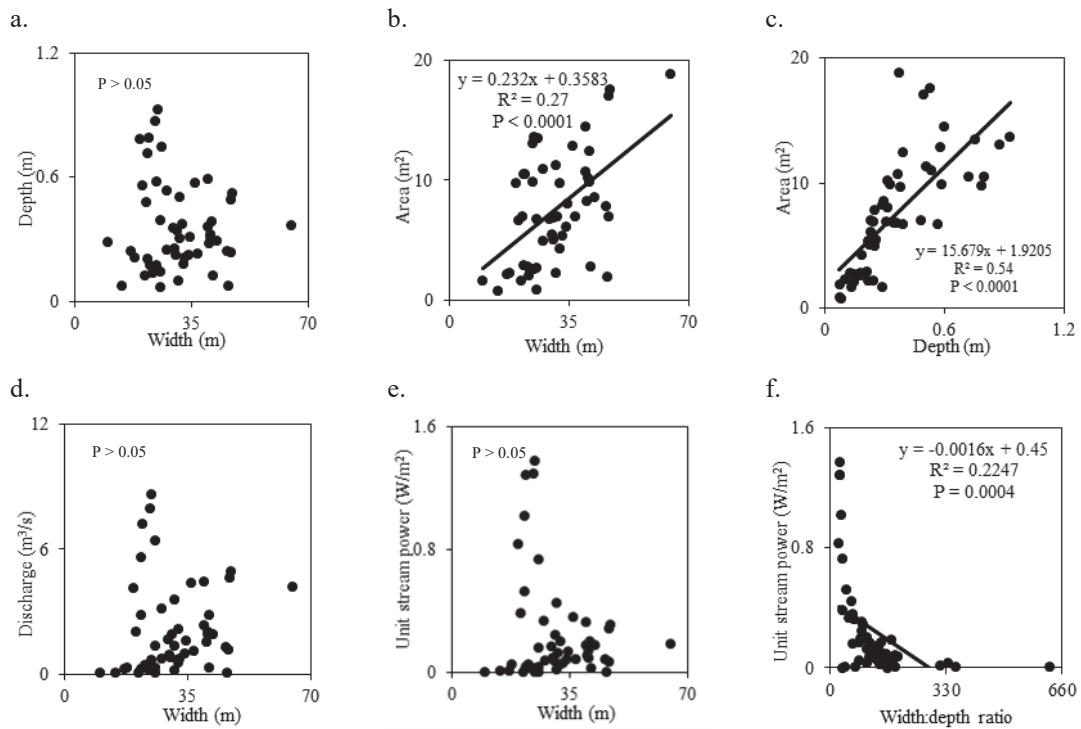 a.
1.2
P > 0.05
Depth (m)
0.6
0
0
35
70
Width (m)
b.
20
y = 0.232x + 0.3583
R² = 0.27
P < 0.0001
Area (m²)
10
0
0
35
70
Width (m)
c.
20
Area (m²)
10
y = 15.679x + 1.9205
R² = 0.54
P < 0.0001
0
0
0.6
1.2
Depth (m)
d.
12
P > 0.05
Discharge (m³/s)
6
0
0
35
70
Width (m)
e.
1.6
P > 0.05
Unit stream power (W/m²)
0.8
0
0
35
70
Width (m)
f.
1.6
y = -0.0016x + 0.45
R² = 0.2247
P = 0.0004
Unit stream power (W/m²)
0.8
0
0
330
660
Width:depth ratio